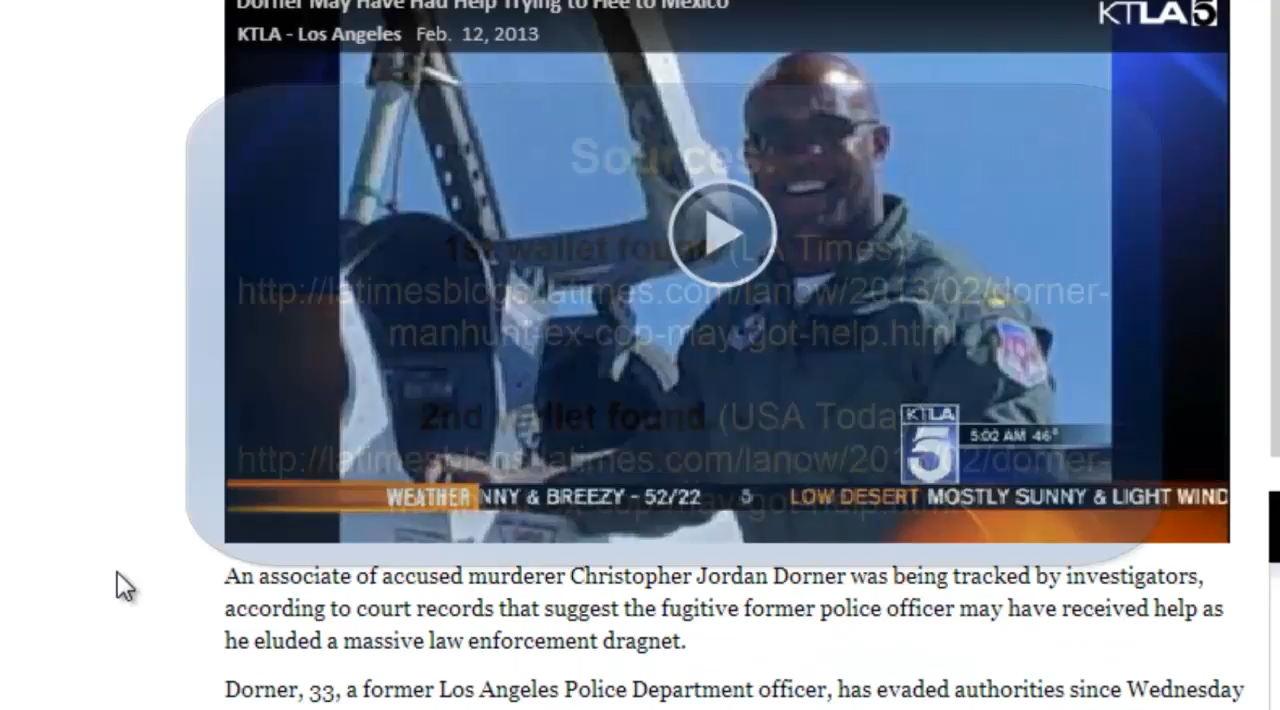 Dorner May Have Had Help Trying to Flee to Mexico
KTLA 5
KTLA - Los Angeles Feb. 12, 2013
Sources:
1st wallet found (LA Times)
http://latimesblogs.latimes.com/lanow/2013/02/dorner-
manhunt-ex-cop-may-got-help.html
2nd wallet found (USA Today
http://latimesblogs.latimes.com/lanow/2013/02/dorner-
may-got-help.html
KTLA
5
5:02 AM 46°
WEATHER NNY & BREEZY - 52/22 5 LOW DESERT MOSTLY SUNNY & LIGHT WIND
An associate of accused murderer Christopher Jordan Dorner was being tracked by investigators,
according to court records that suggest the fugitive former police officer may have received help as
he eluded a massive law enforcement dragnet.
Dorner, 33, a former Los Angeles Police Department officer, has evaded authorities since Wednesday